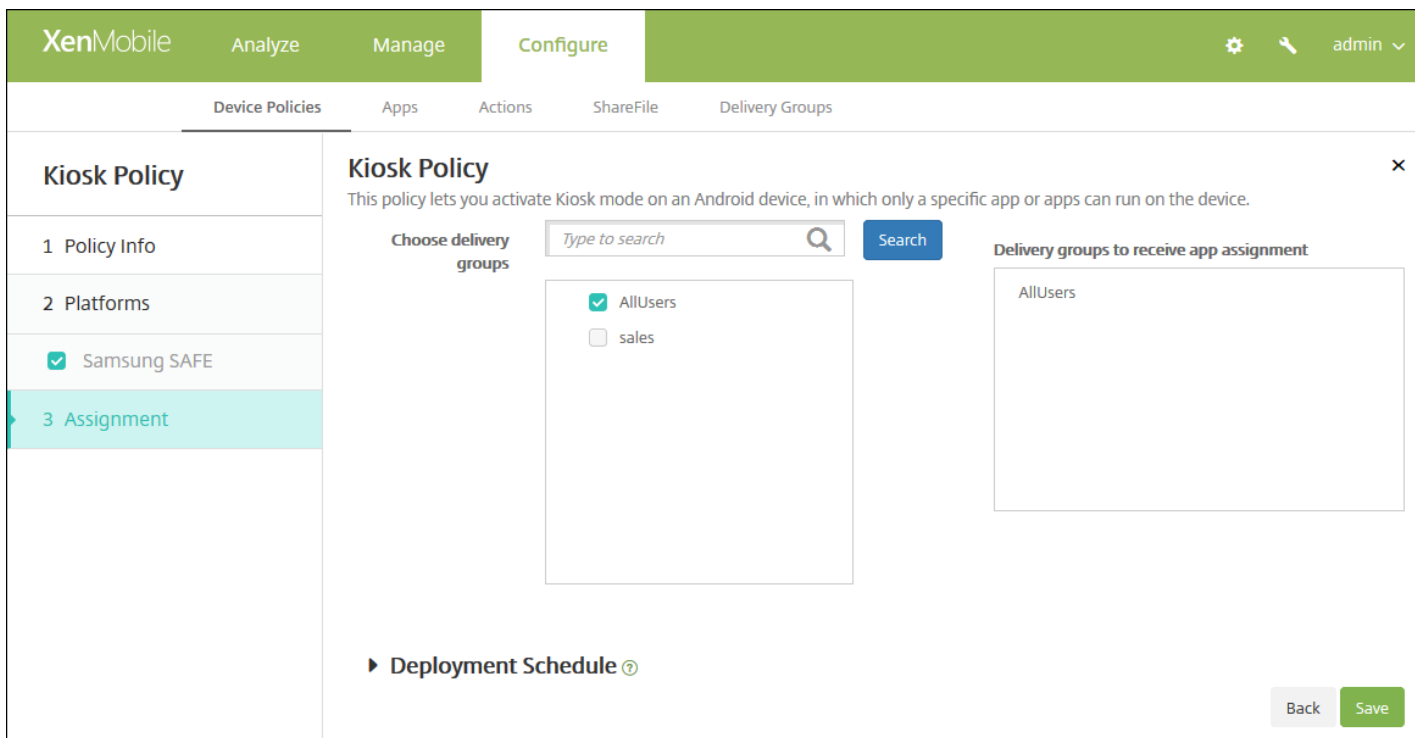 XenMobile Analyze Manage Configure admin
Device Policies Apps Actions ShareFile Delivery Groups
Kiosk Policy
1 Policy Info
2 Platforms
Samsung SAFE
3 Assignment
Kiosk Policy
This policy lets you activate Kiosk mode on an Android device, in which only a specific app or apps can run on the device.
Choose delivery
groups
Type to search
Search
AllUsers
sales
Delivery groups to receive app assignment
AllUsers
Deployment Schedule ?
Back Save